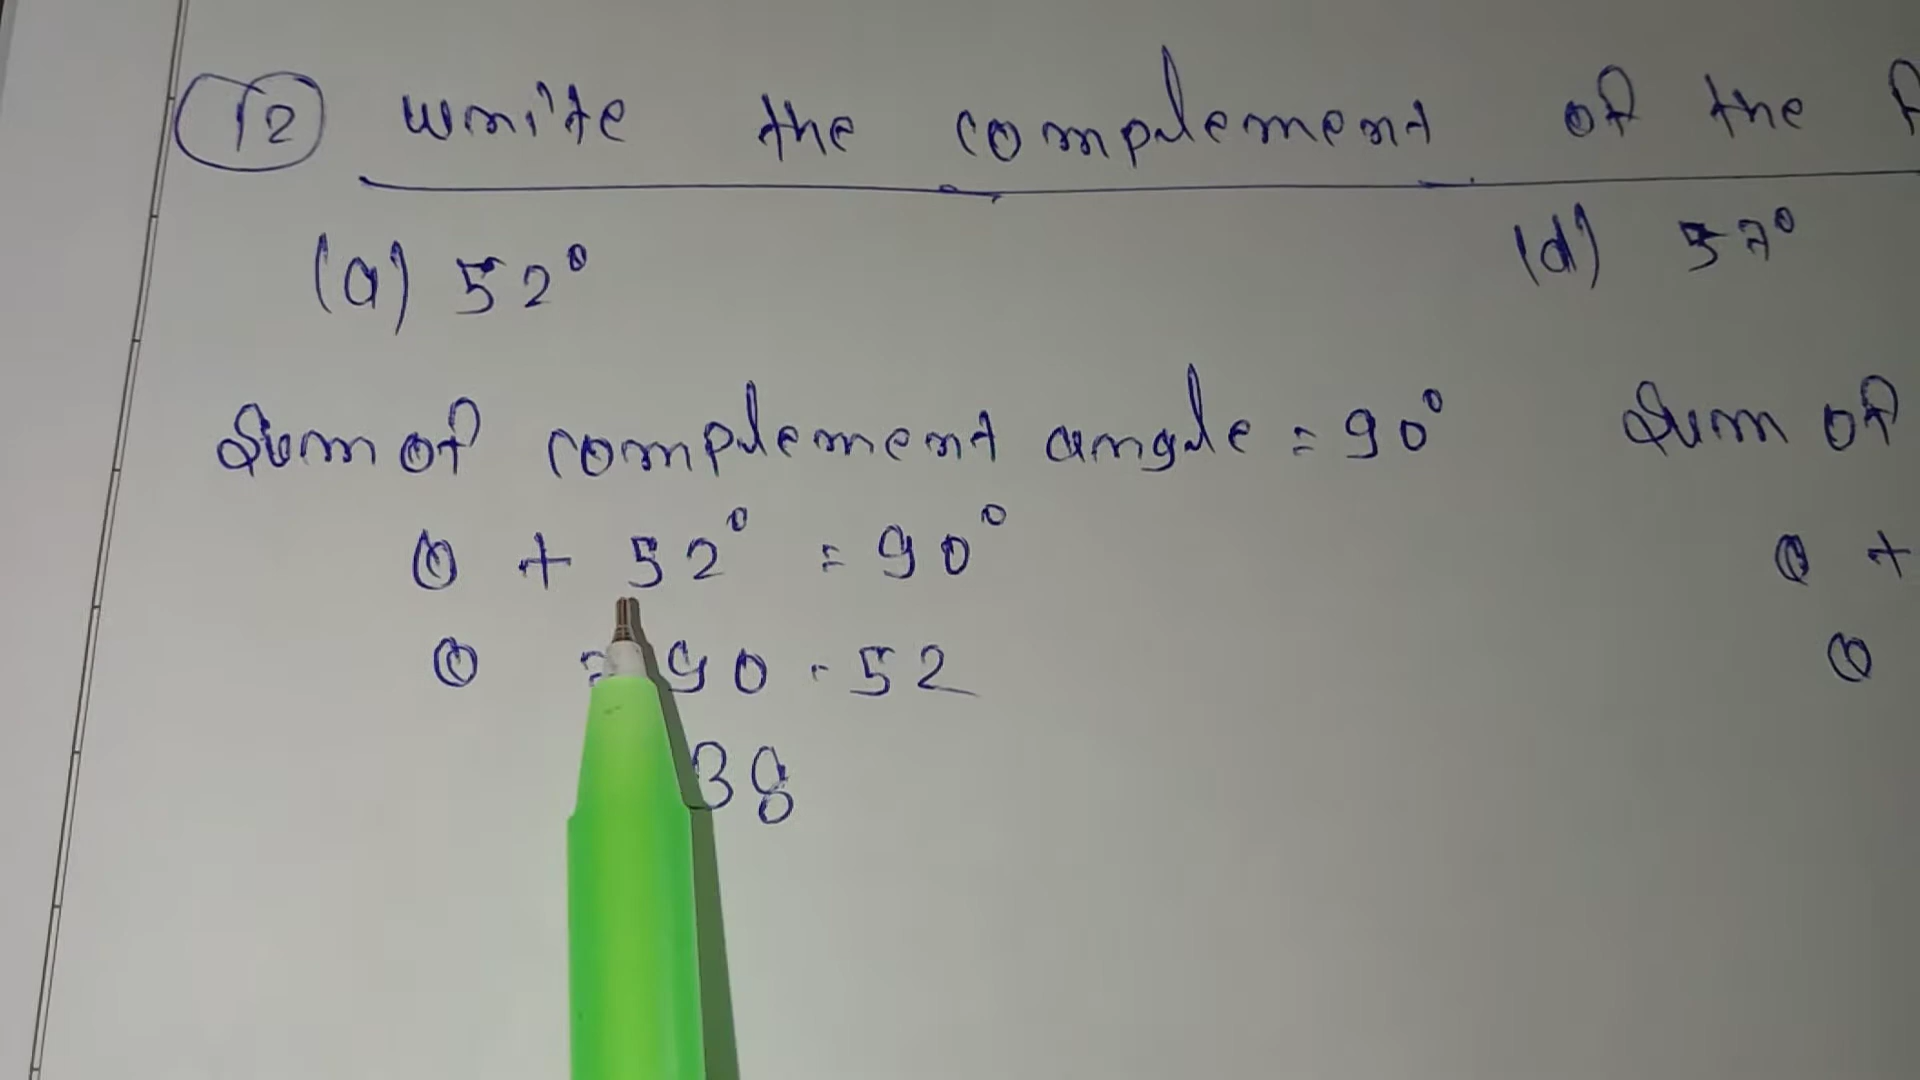 12 Write the complement of the
(a) 52°
(d) 57°
Sum of complement angle = 90°
Sum of
θ + 52° = 90°
θ +
θ = 90 - 52
θ
38